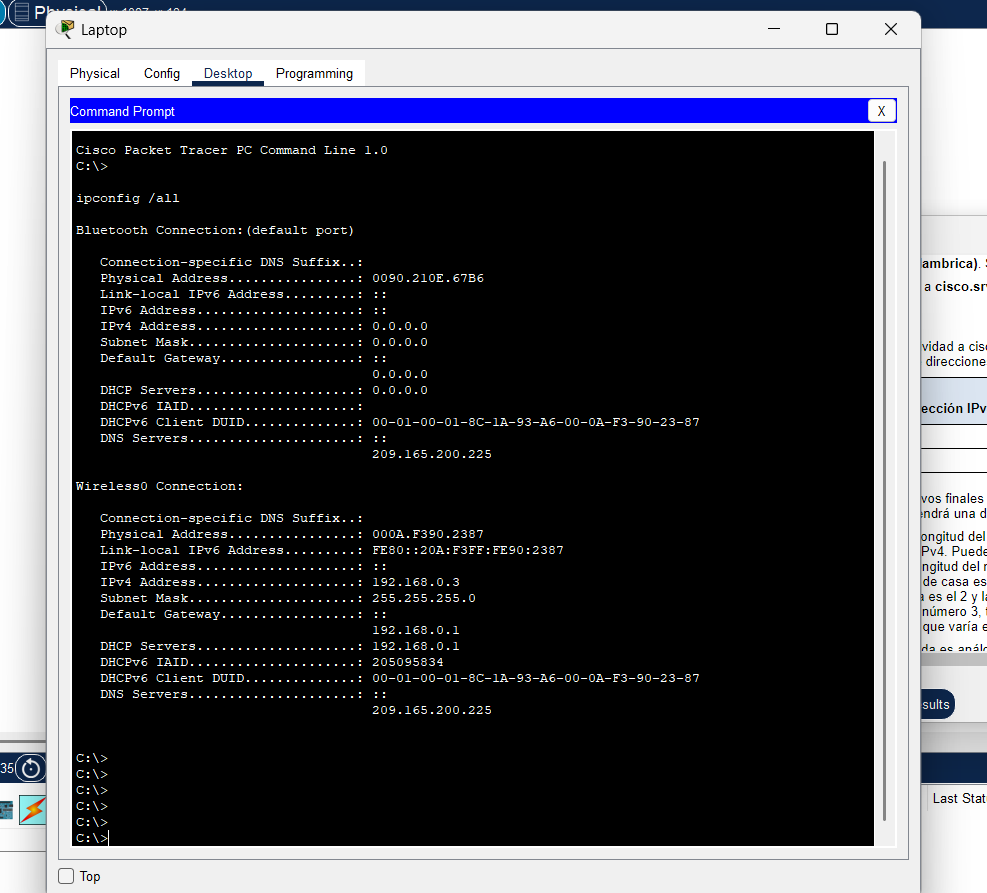 Laptop
Physical Config Desktop Programming
Command Prompt
X
Cisco Packet Tracer PC Command Line 1.0
C:\>
ipconfig /all
Bluetooth Connection:(default port)
Connection-specific DNS Suffix..:
Physical Address................: 0090.210E.67B6
Link-local IPv6 Address.........: ::
IPv6 Address....................: ::
IPv4 Address....................: 0.0.0.0
Subnet Mask.....................: 0.0.0.0
Default Gateway.................: ::
0.0.0.0
DHCP Servers....................: 0.0.0.0
DHCPv6 IAID.....................:
DHCPv6 Client DUID..............: 00-01-00-01-8C-1A-93-A6-00-0A-F3-90-23-87
DNS Servers.....................: ::
209.165.200.225
Wireless0 Connection:
Connection-specific DNS Suffix..:
Physical Address................: 000A.F390.2387
Link-local IPv6 Address.........: FE80::20A:F3FF:FE90:2387
IPv6 Address....................: ::
IPv4 Address....................: 192.168.0.3
Subnet Mask.....................: 255.255.255.0
Default Gateway.................: ::
192.168.0.1
DHCP Servers....................: 192.168.0.1
DHCPv6 IAID.....................: 205095834
DHCPv6 Client DUID..............: 00-01-00-01-8C-1A-93-A6-00-0A-F3-90-23-87
DNS Servers.....................: ::
209.165.200.225
C:\>
C:\>
C:\>
C:\>
C:\>
C:\>
Top
ambrica).
a cisco.sr
vidad a cis
direccione
ección IPv
vos finales
endrá una d
ongitud del
Pv4. Puede
ngitud del r
de casa es
a es el 2 y la
número 3, t
que varía e
da es análo
sults
35
Last Stat